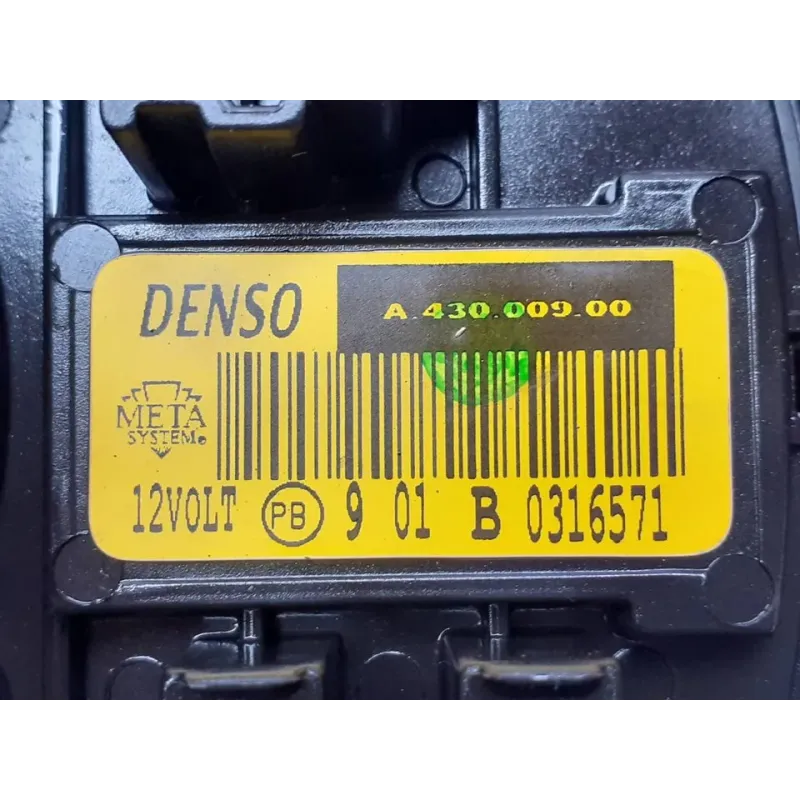 DENSO
A.430.009.00
META
SYSTEM®
12VOLT PB 9 01 B 0316571